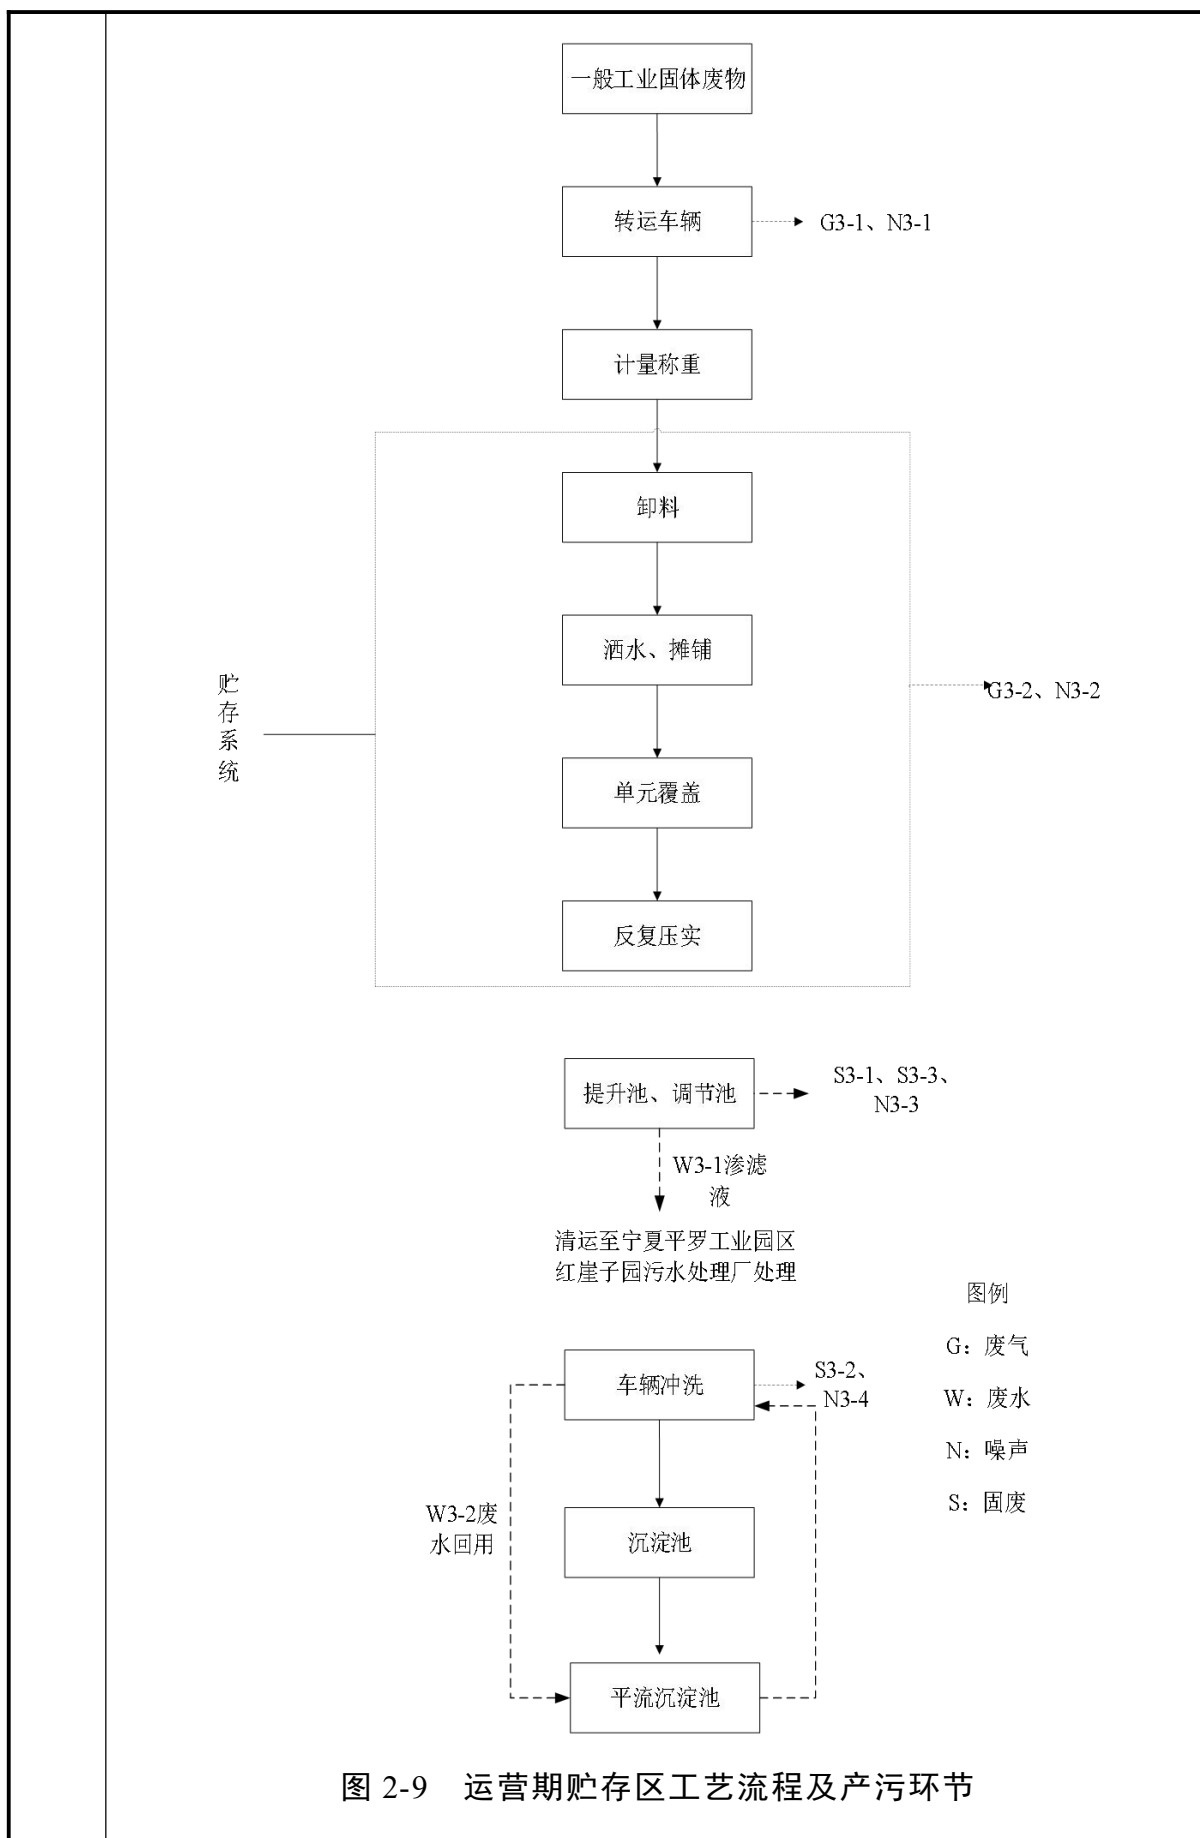 一般工业固体废物
转运车辆
G3-1、N3-1
计量称重
卸料
洒水、摊铺
贮
存
系
统
G3-2、N3-2
单元覆盖
反复压实
提升池、调节池
S3-1、S3-3、
N3-3
W3-1渗滤
液
清运至宁夏平罗工业园区
红崖子园污水处理厂处理
图例
G：废气
W：废水
N：噪声
S：固废
车辆冲洗
S3-2、
N3-4
W3-2废
水回用
沉淀池
平流沉淀池
图 2-9 运营期贮存区工艺流程及产污环节